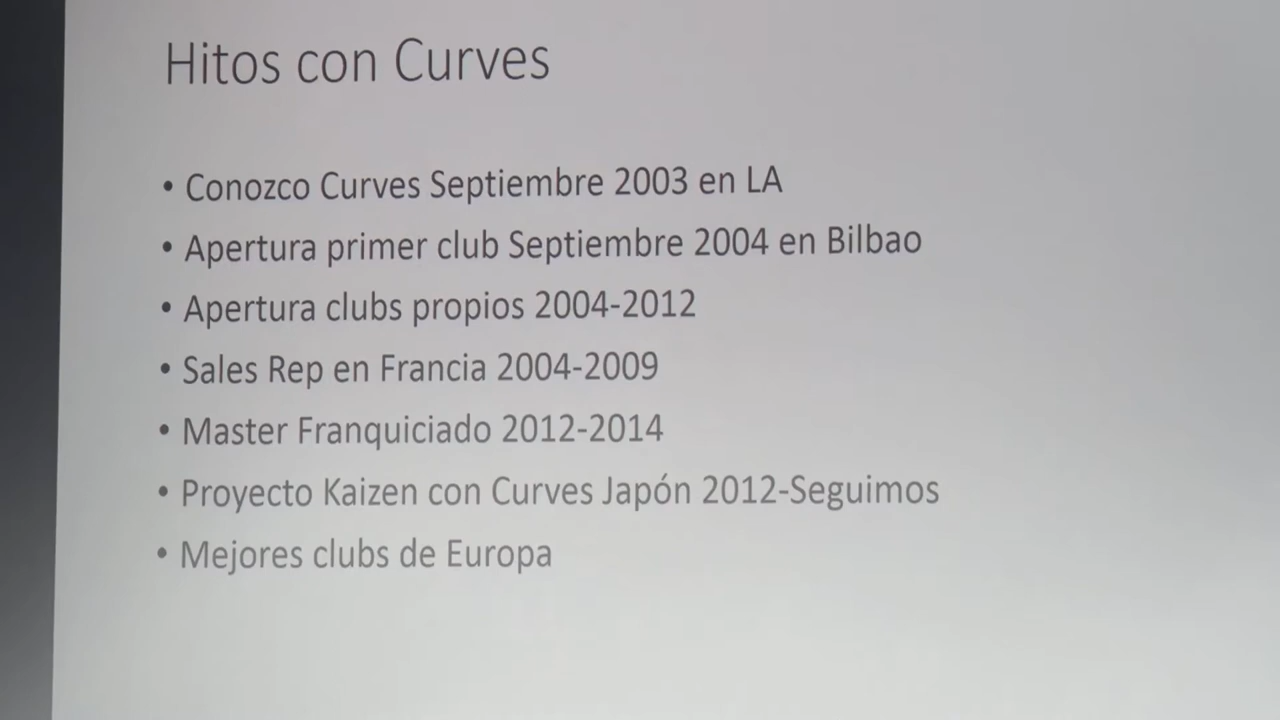 Hitos con Curves
• Conozco Curves Septiembre 2003 en LA
• Apertura primer club Septiembre 2004 en Bilbao
• Apertura clubs propios 2004-2012
• Sales Rep en Francia 2004-2009
• Master Franquiciado 2012-2014
• Proyecto Kaizen con Curves Japón 2012-Seguimos
• Mejores clubs de Europa